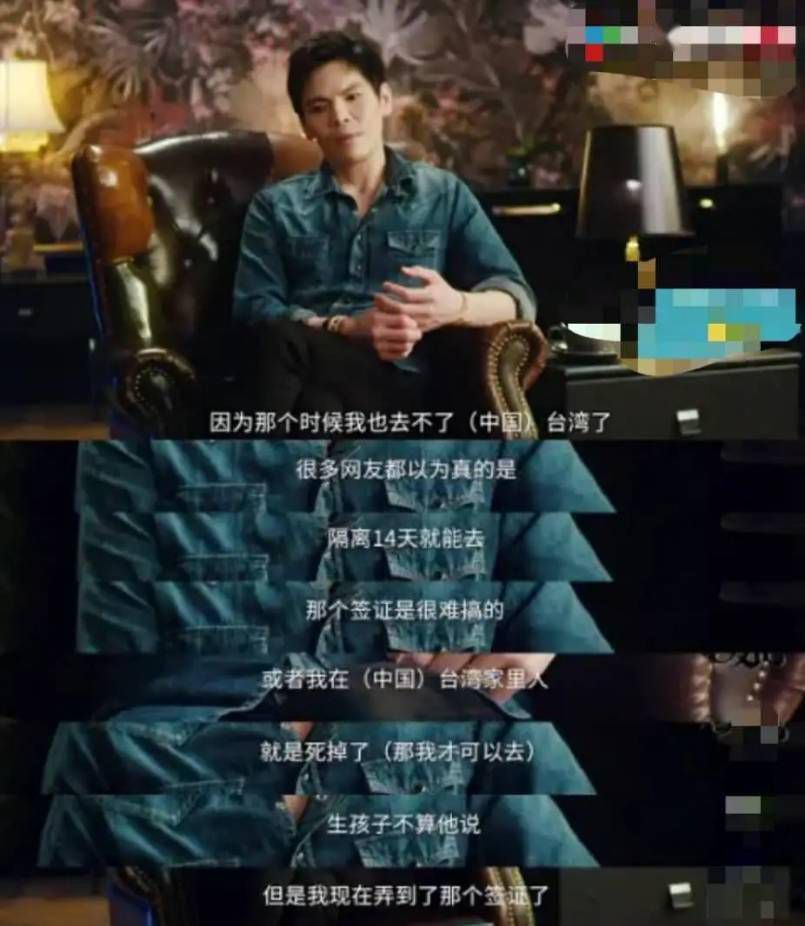 因为那个时候我也去不了（中国）台湾了
很多网友都以为真的是
隔离14天就能去
那个签证是很难搞的
或者我在（中国）台湾家里人
就是死掉了（那我才可以去）
生孩子不算他说
但是我现在弄到了那个签证了